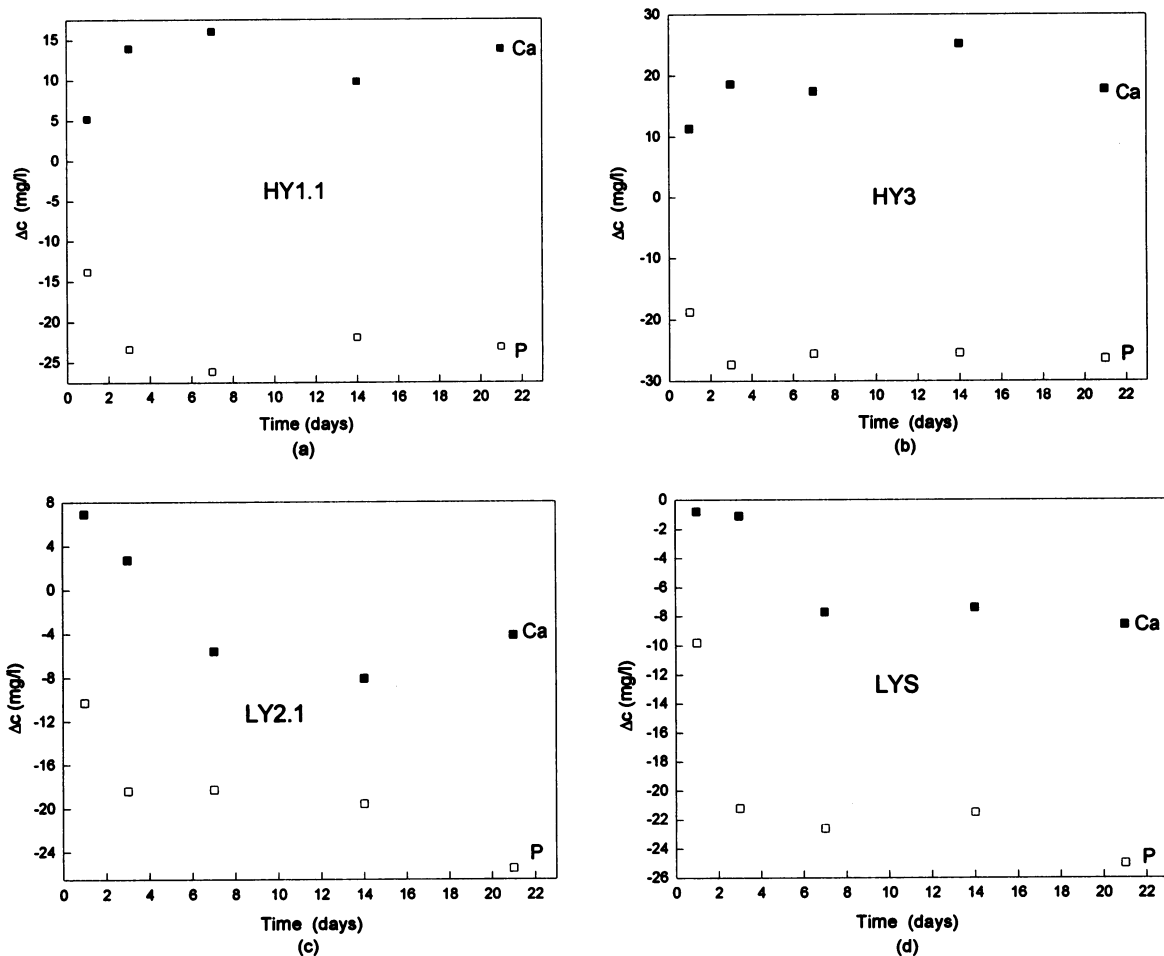 15
10
5
0
-5
-10
-15
-20
-25
Δc (mg/l)
Ca
HY1.1
P
0 2 4 6 8 10 12 14 16 18 20 22
Time (days)
(a)
30
20
10
0
-10
-20
-30
Δc (mg/l)
Ca
HY3
P
0 2 4 6 8 10 12 14 16 18 20 22
Time (days)
(b)
8
4
0
-4
-8
-12
-16
-20
-24
Δc (mg/l)
Ca
LY2.1
P
0 2 4 6 8 10 12 14 16 18 20 22
Time (days)
(c)
0
-2
-4
-6
-8
-10
-12
-14
-16
-18
-20
-22
-24
-26
Δc (mg/l)
Ca
LYS
P
0 2 4 6 8 10 12 14 16 18 20 22
Time (days)
(d)